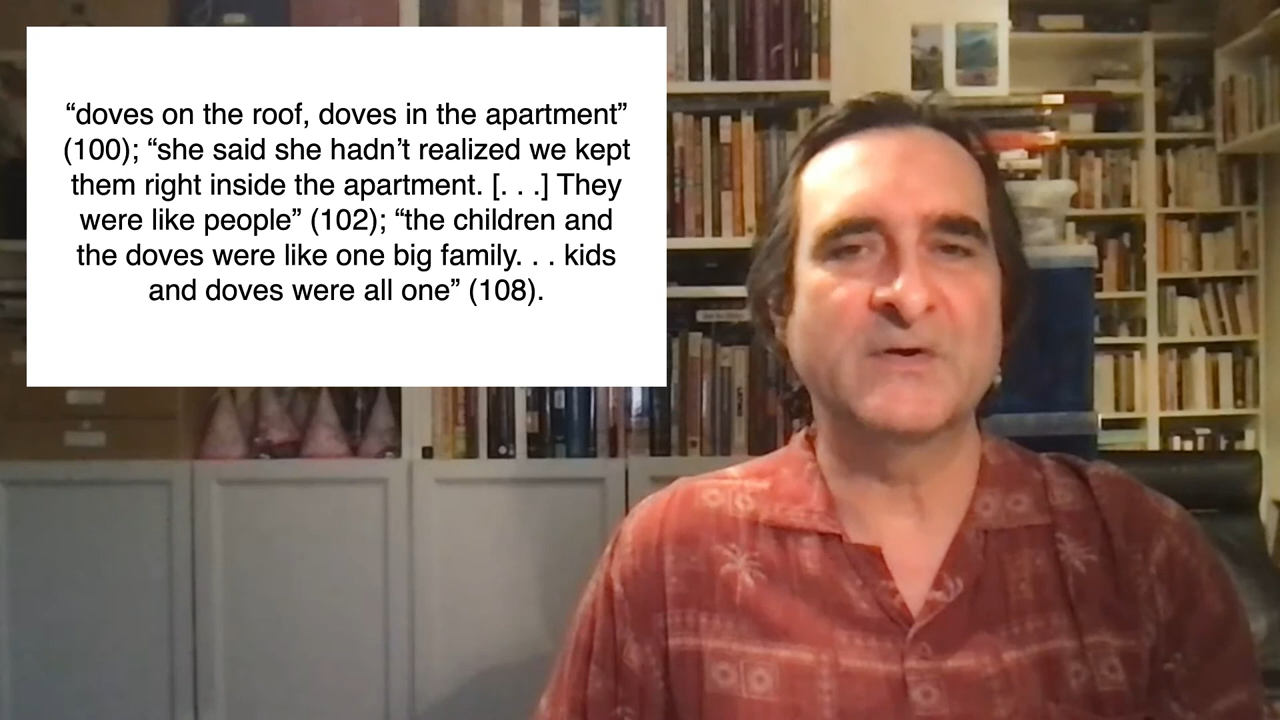 “doves on the roof, doves in the apartment”
(100); “she said she hadn’t realized we kept
them right inside the apartment. [. . .] They
were like people” (102); “the children and
the doves were like one big family. . . kids
and doves were all one” (108).